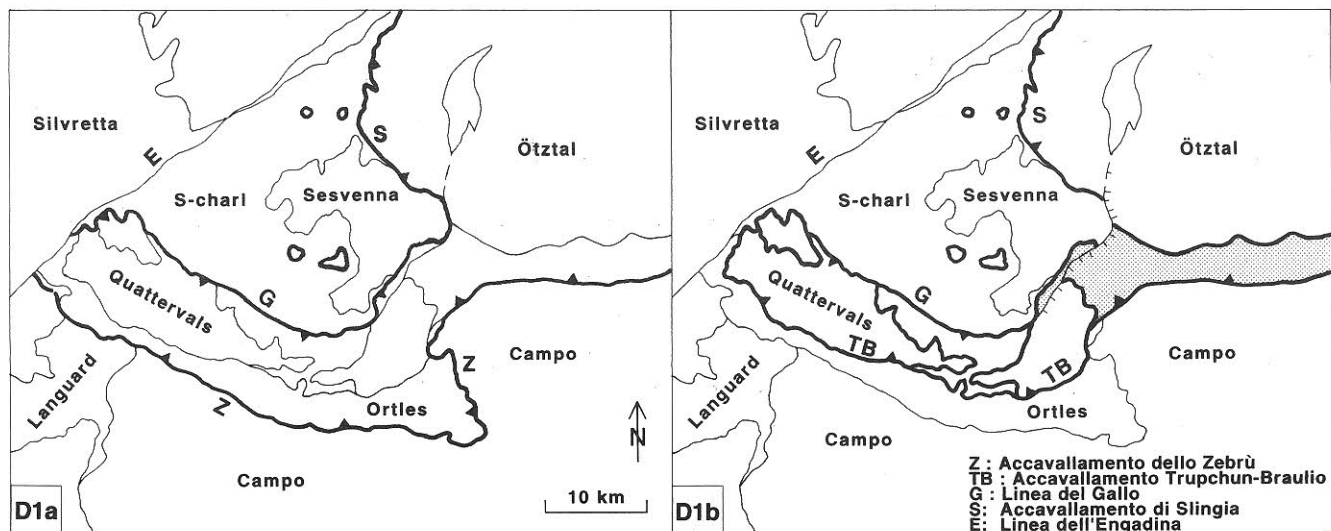 Silvretta
E
S
Ötztal
S-charl
Sesvenna
G
Quattervals
Z
Languard
Z
Campo
Ortles
N
Campo
10 km
D1a
Silvretta
E
S
Ötztal
S-charl
Sesvenna
G
Quattervals
TB
TB
Languard
Campo
Ortles
Campo
Z : Accavallamento dello Zebrù
TB : Accavallamento Trupchun-Braulio
G : Linea del Gallo
S: Accavallamento di Slingia
E: Linea dell'Engadina
D1b